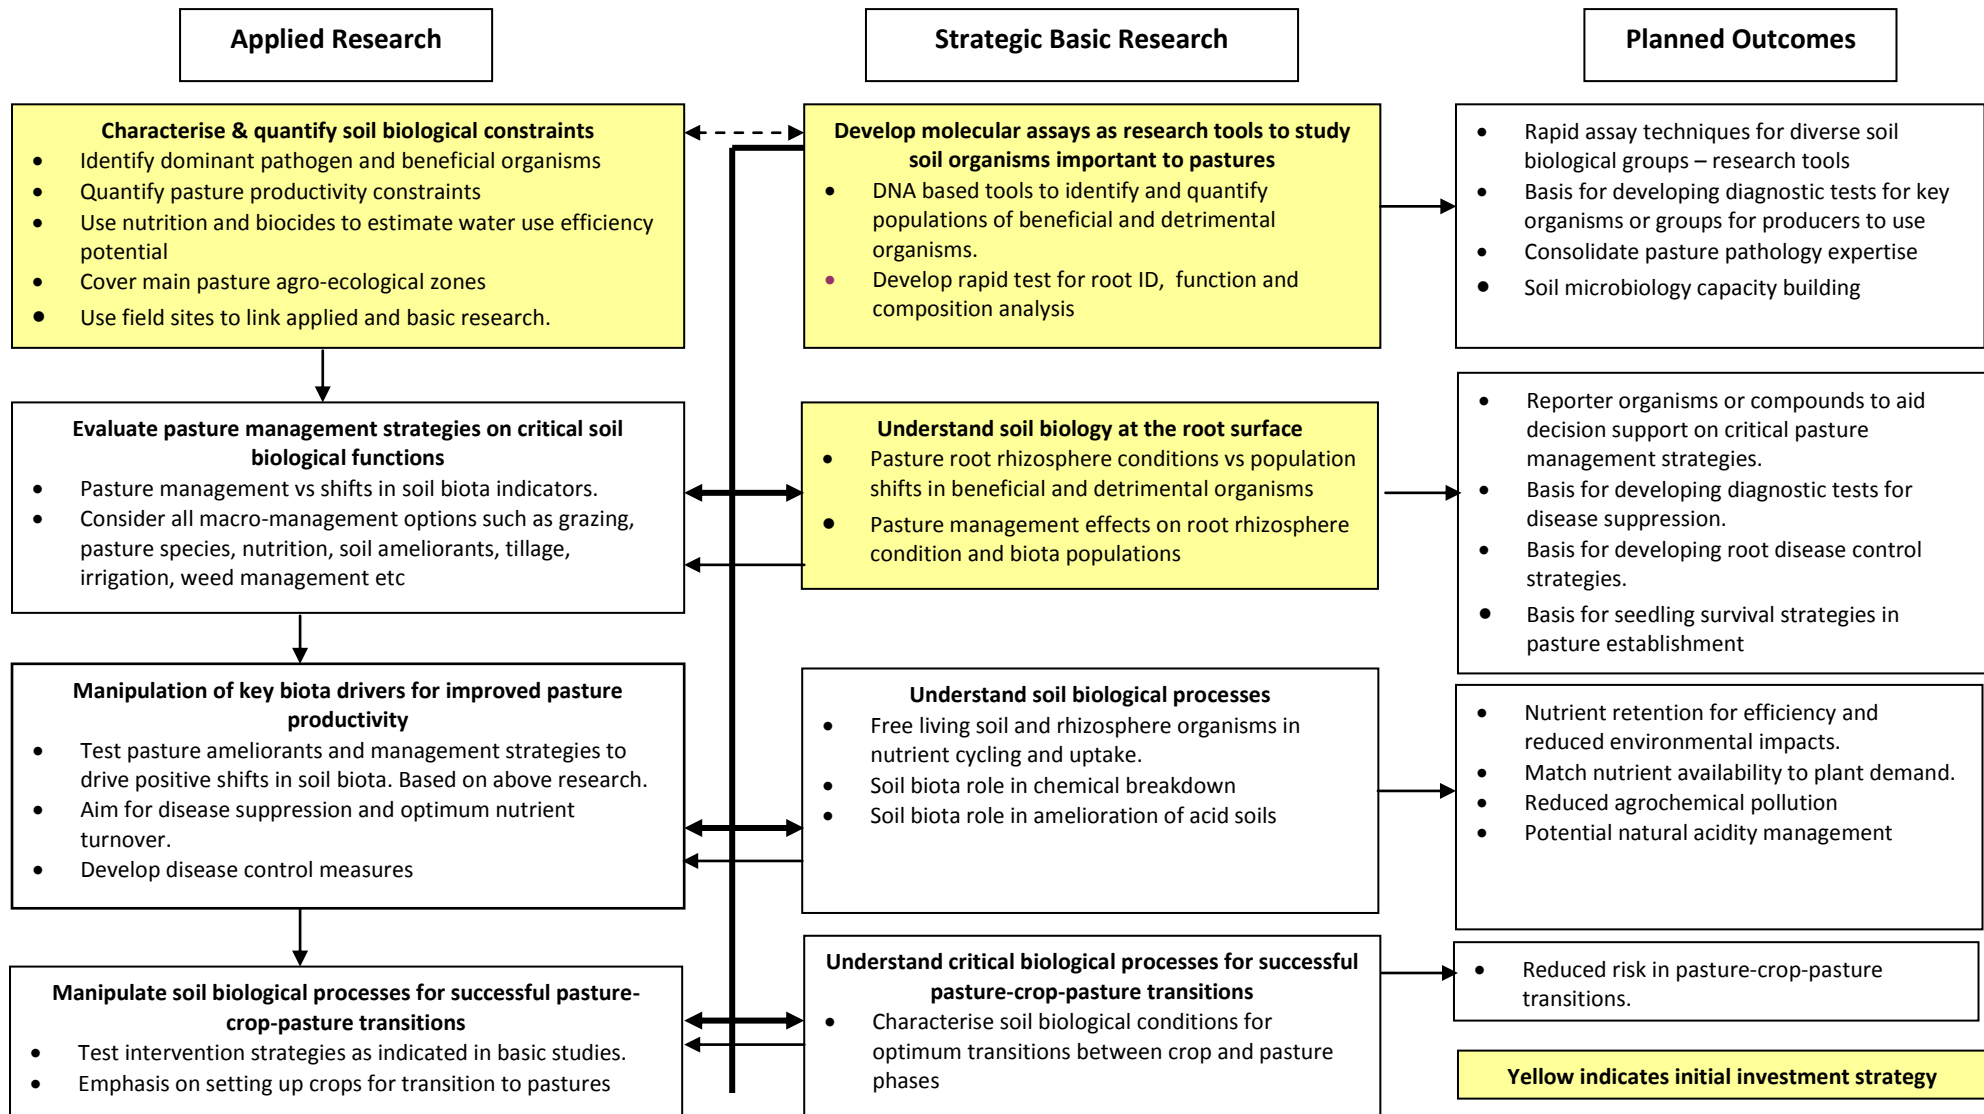 Applied Research
Strategic Basic Research
Planned Outcomes
Characterise & quantify soil biological constraints
• Identify dominant pathogen and beneficial organisms
• Quantify pasture productivity constraints
• Use nutrition and biocides to estimate water use efficiency
potential
• Cover main pasture agro-ecological zones
• Use field sites to link applied and basic research.
Develop molecular assays as research tools to study
soil organisms important to pastures
• DNA based tools to identify and quantify
populations of beneficial and detrimental
organisms.
• Develop rapid test for root ID, function and
composition analysis
• Rapid assay techniques for diverse soil
biological groups – research tools
• Basis for developing diagnostic tests for key
organisms or groups for producers to use
• Consolidate pasture pathology expertise
• Soil microbiology capacity building
Evaluate pasture management strategies on critical soil
biological functions
• Pasture management vs shifts in soil biota indicators.
• Consider all macro-management options such as grazing,
pasture species, nutrition, soil ameliorants, tillage,
irrigation, weed management etc
Understand soil biology at the root surface
• Pasture root rhizosphere conditions vs population
shifts in beneficial and detrimental organisms
• Pasture management effects on root rhizosphere
condition and biota populations
• Reporter organisms or compounds to aid
decision support on critical pasture
management strategies.
• Basis for developing diagnostic tests for
disease suppression.
• Basis for developing root disease control
strategies.
• Basis for seedling survival strategies in
pasture establishment
Manipulation of key biota drivers for improved pasture
productivity
• Test pasture ameliorants and management strategies to
drive positive shifts in soil biota. Based on above research.
• Aim for disease suppression and optimum nutrient
turnover.
• Develop disease control measures
Understand soil biological processes
• Free living soil and rhizosphere organisms in
nutrient cycling and uptake.
• Soil biota role in chemical breakdown
• Soil biota role in amelioration of acid soils
• Nutrient retention for efficiency and
reduced environmental impacts.
• Match nutrient availability to plant demand.
• Reduced agrochemical pollution
• Potential natural acidity management
Manipulate soil biological processes for successful pasture-
crop-pasture transitions
• Test intervention strategies as indicated in basic studies.
• Emphasis on setting up crops for transition to pastures
Understand critical biological processes for successful
pasture-crop-pasture transitions
• Characterise soil biological conditions for
optimum transitions between crop and pasture
phases
• Reduced risk in pasture-crop-pasture
transitions.
Yellow indicates initial investment strategy